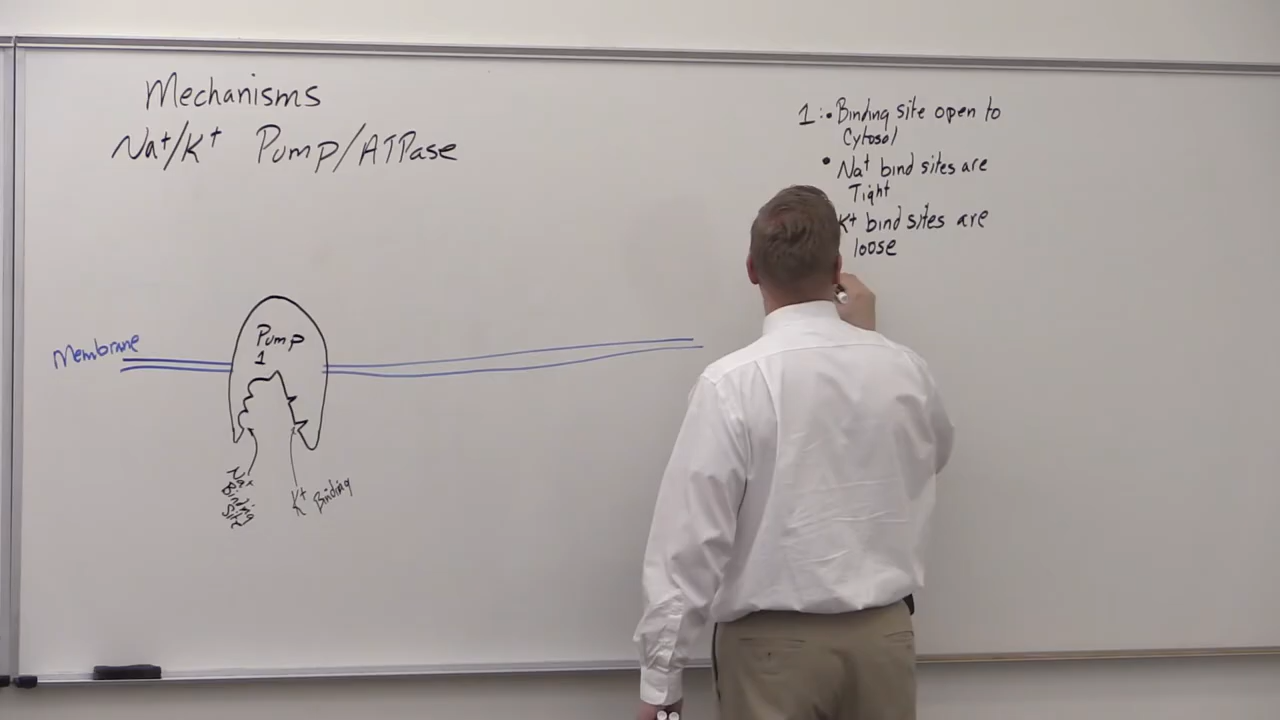 Mechanisms
Na+/K+ Pump/ATPase
1:• Binding site open to
Cytosol
• Na+ bind sites are
Tight
K+ bind sites are
loose
Membrane
Pump
1
Na+
Binding
Site
K+ Binding